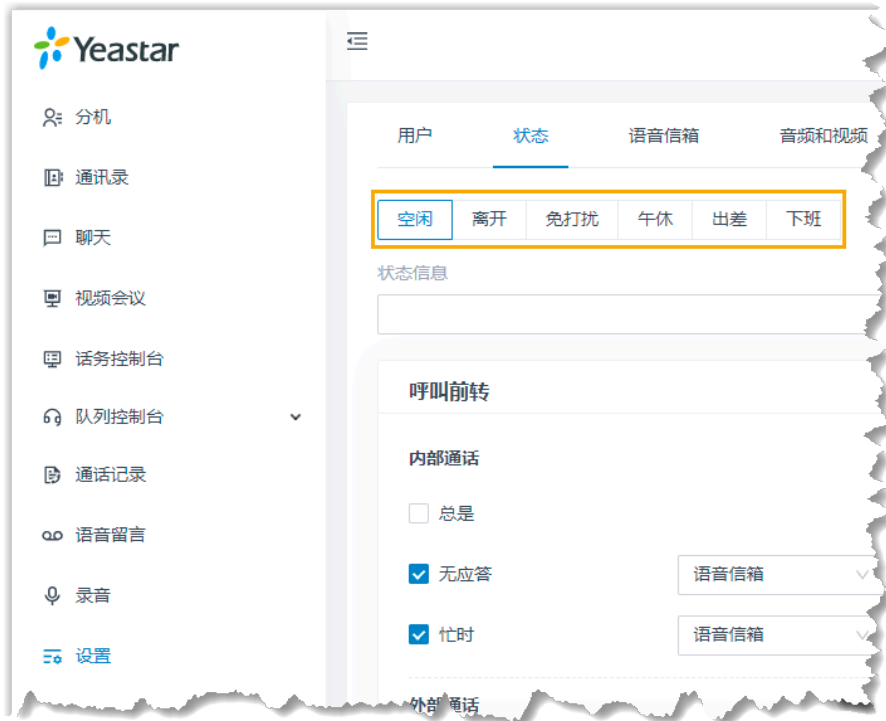 Yeastar
分机
通讯录
聊天
视频会议
话务控制台
队列控制台
通话记录
语音留言
录音
设置
用户 状态 语音信箱 音频和视频
空闲 离开 免打扰 午休 出差 下班
状态信息
呼叫前转
内部通话
总是
无应答 语音信箱
忙时 语音信箱
外部通话